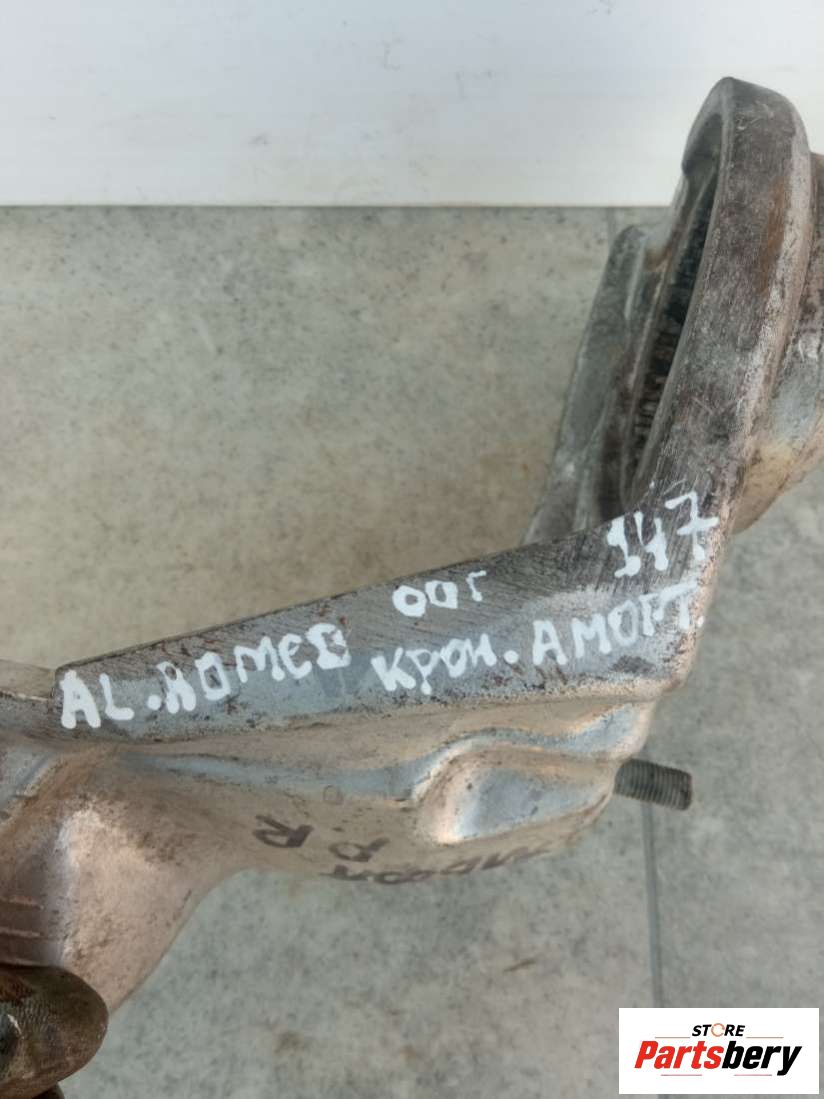 147
AL.ROMEO 00г
КРОН.АМОРТ.
P.R
STORE
Partsbery